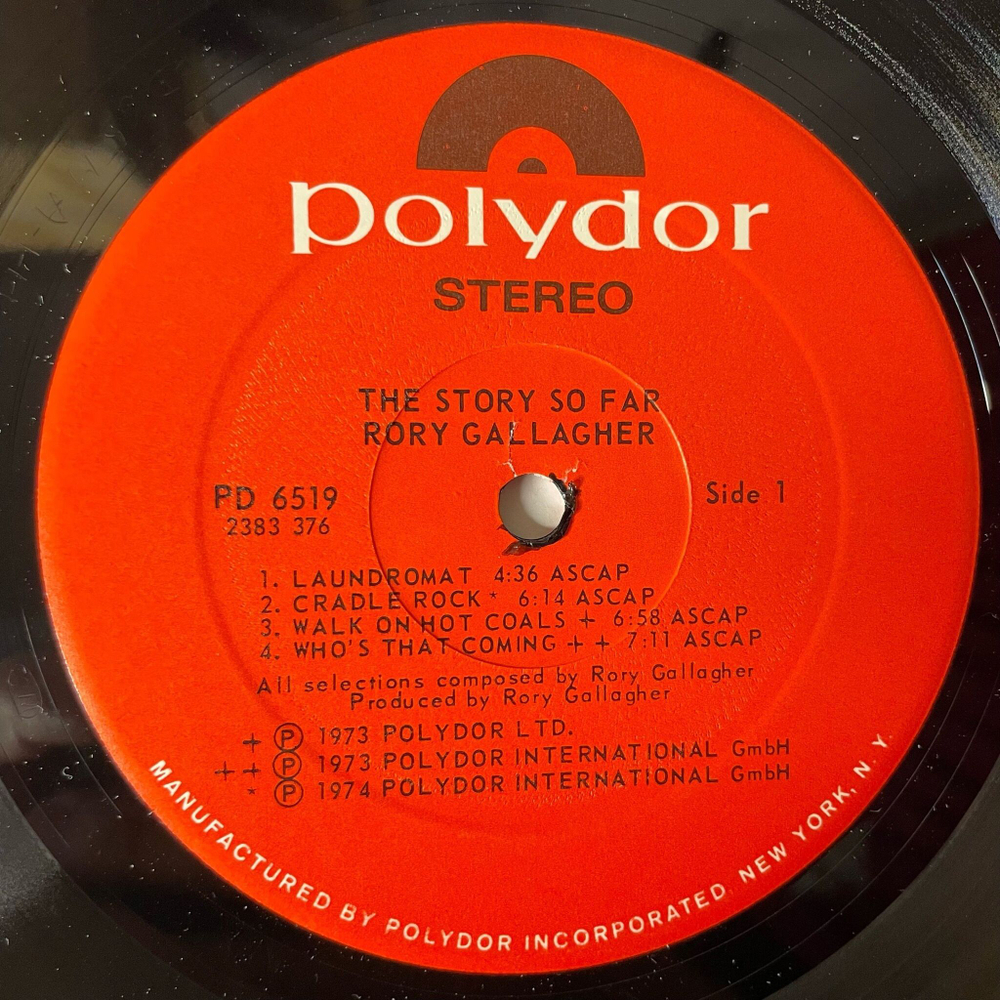 polydor
STEREO
THE STORY SO FAR
RORY GALLAGHER
PD 6519
2383 376
Side 1
1. LAUNDROMAT 4:36 ASCAP
2. CRADLE ROCK * 6:14 ASCAP
3. WALK ON HOT COALS + 6:58 ASCAP
4. WHO'S THAT COMING + + 7:11 ASCAP
All selections composed by Rory Gallagher
Produced by Rory Gallagher
+ ℗ 1973 POLYDOR LTD.
++ ℗ 1973 POLYDOR INTERNATIONAL GmbH
* ℗ 1974 POLYDOR INTERNATIONAL GmbH
MANUFACTURED BY POLYDOR INCORPORATED, NEW YORK, N. Y.